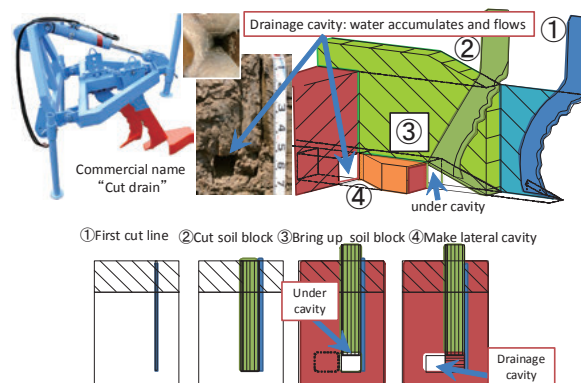 Drainage cavity: water accumulates and flows
②
①
③
Commercial name
“Cut drain”
④
under cavity
①First cut line ②Cut soil block ③Bring up soil block ④Make lateral cavity
Under
cavity
Drainage
cavity